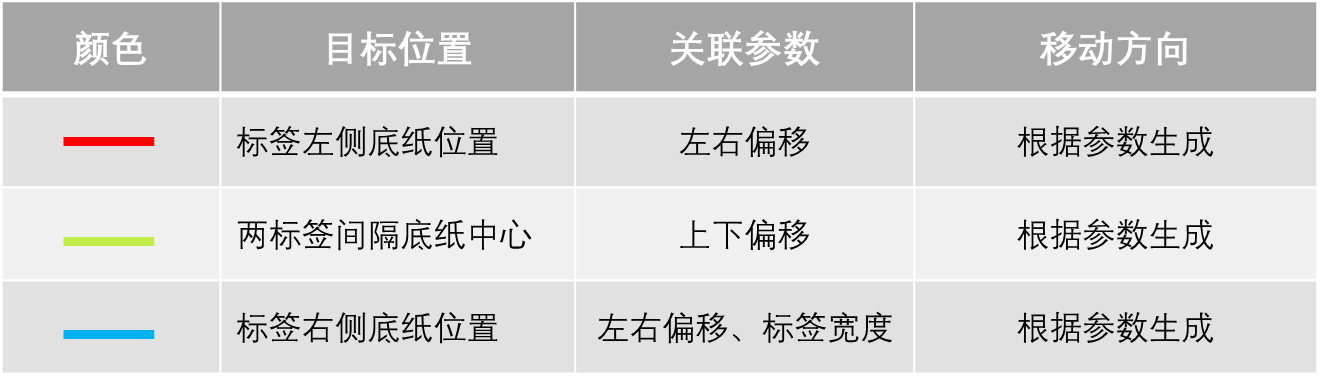 颜色 目标位置 关联参数 移动方向
标签左侧底纸位置 左右偏移 根据参数生成
两标签间隔底纸中心 上下偏移 根据参数生成
标签右侧底纸位置 左右偏移、标签宽度 根据参数生成